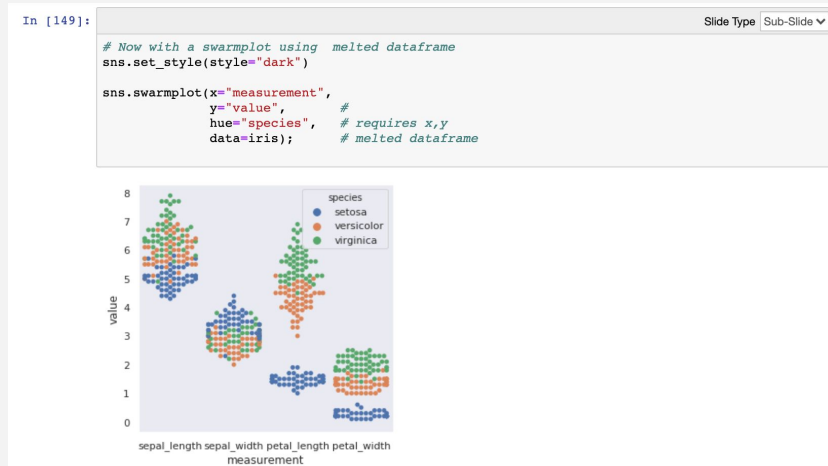 In [149]:
Slide Type Sub-Slide
# Now with a swarmplot using  melted dataframe
sns.set_style(style="dark")
sns.swarmplot(x="measurement",
y="value",       #
hue="species",   # requires x,y
data=iris);      # melted dataframe
species
setosa
versicolor
virginica
8
7
6
5
4
3
2
1
0
value
sepal_length sepal_width petal_length petal_width
measurement